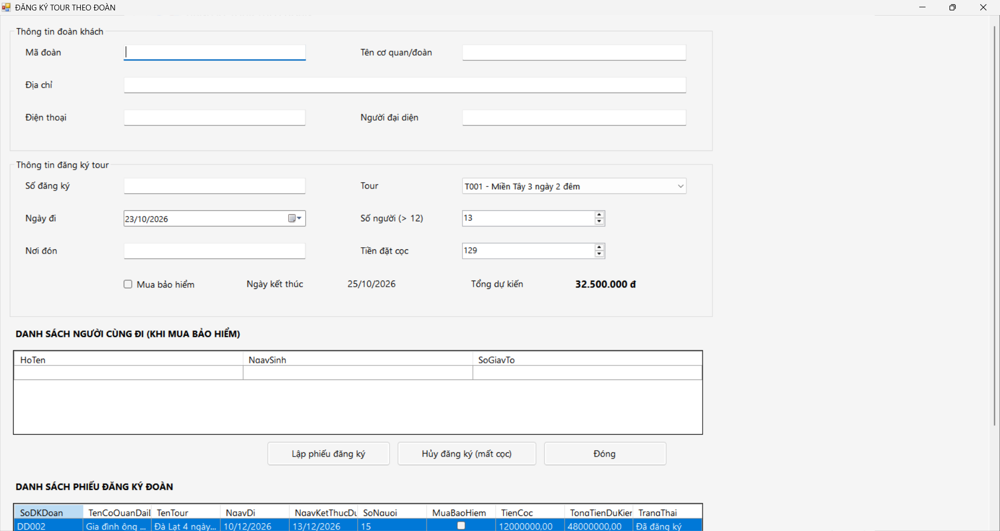 ĐĂNG KÝ TOUR THEO ĐOÀN
Thông tin đoàn khách
Mã đoàn
Tên cơ quan/đoàn
Địa chỉ
Điện thoại
Người đại diện
Thông tin đăng ký tour
Số đăng ký
Tour
T001 - Miền Tây 3 ngày 2 đêm
Ngày đi
23/10/2026
Số người (> 12)
13
Nơi đón
Tiền đặt cọc
129
Mua bảo hiểm
Ngày kết thúc
25/10/2026
Tổng dự kiến
32.500.000 đ
DANH SÁCH NGƯỜI CÙNG ĐI (KHI MUA BẢO HIỂM)
HoTen NgaySinh SoGiayTo
Lập phiếu đăng ký
Hủy đăng ký (mất cọc)
Đóng
DANH SÁCH PHIẾU ĐĂNG KÝ ĐOÀN
SoDKDoan TenCoQuanDaiD TenTour NgayDi NgayKetThucDu SoNguoi MuaBaoHiem TienCoc TongTienDuKien TrangThai
DD002 Gia đình ông ... Đà Lạt 4 ngày... 10/12/2026 13/12/2026 15 12000000,00 48000000,00 Đã đăng ký